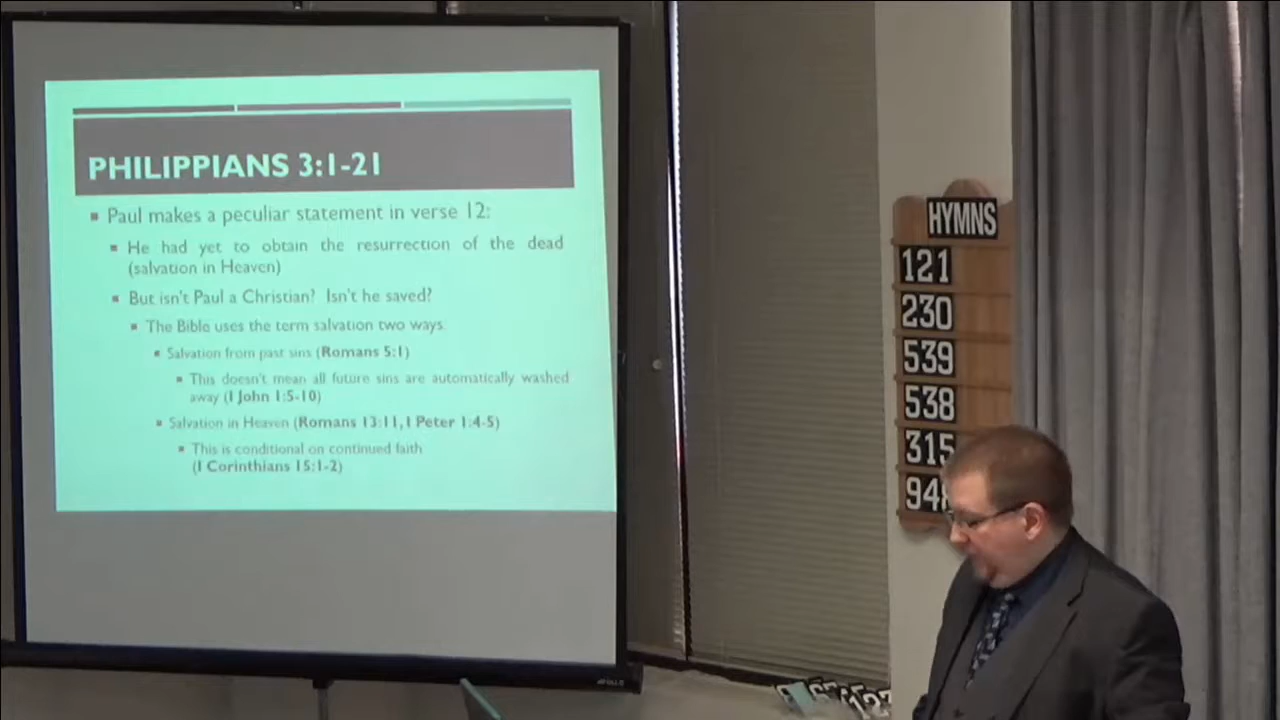 PHILIPPIANS 3:1-21
▪ Paul makes a peculiar statement in verse 12:
▪ He had yet to obtain the resurrection of the dead
(salvation in Heaven)
▪ But isn't Paul a Christian? Isn't he saved?
▪ The Bible uses the term salvation two ways
▪ Salvation from past sins (Romans 5:1)
▪ This doesn't mean all future sins are automatically washed
away (I John 1:5-10)
▪ Salvation in Heaven (Romans 13:11, I Peter 1:4-5)
▪ This is conditional on continued faith
(I Corinthians 15:1-2)
HYMNS
121
230
539
538
315
APOLLO